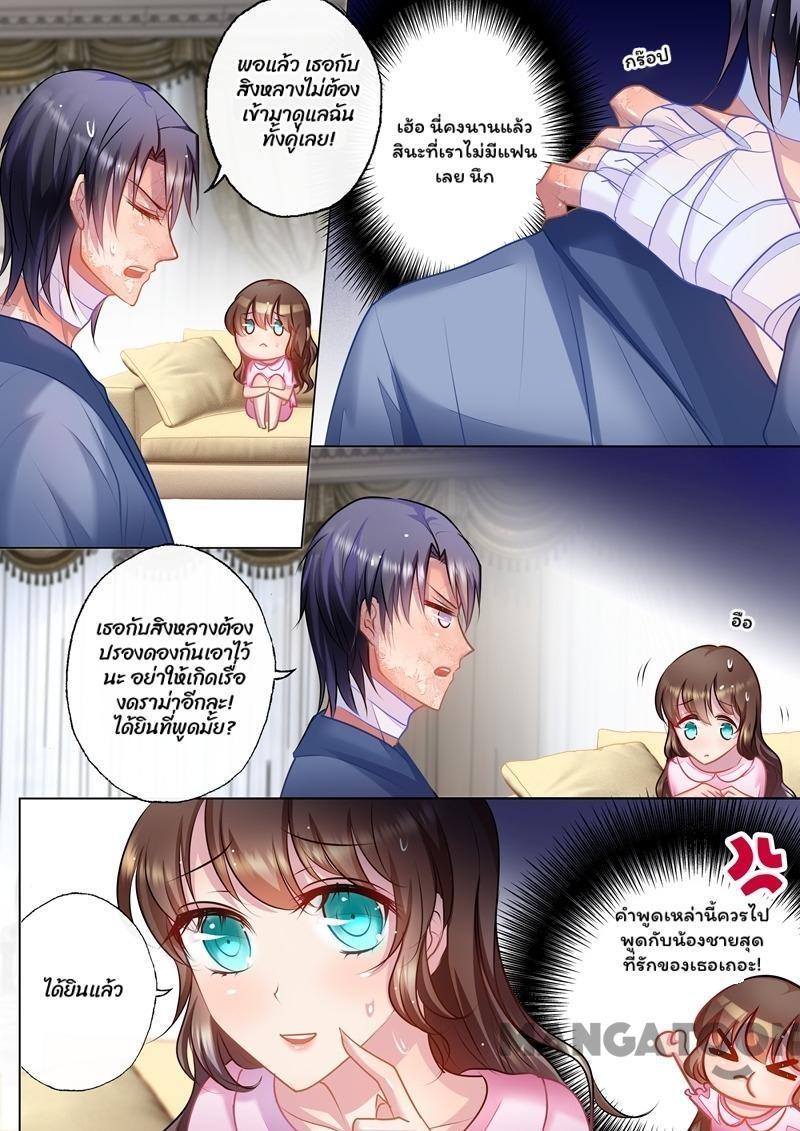 พอแล้ว เธอกับ
สิงหลางไม่ต้อง
เข้ามาดูแลฉัน
ทั้งคู่เลย!
เฮ้อ นี่คงนานแล้ว
สินะที่เราไม่มีแฟน
เลย นึก
กร๊อป
เธอกับสิงหลางต้อง
ปรองดองกันเอาไว้
นะ อย่าให้เกิดเรื่อ
งดราม่าอีกละ!
ได้ยินที่พูดมั้ย?
อือ
ได้ยินแล้ว
คำพูดเหล่านี้ควรไป
พูดกับน้องชายสุด
ที่รักของเธอเถอะ!
MANGATOON